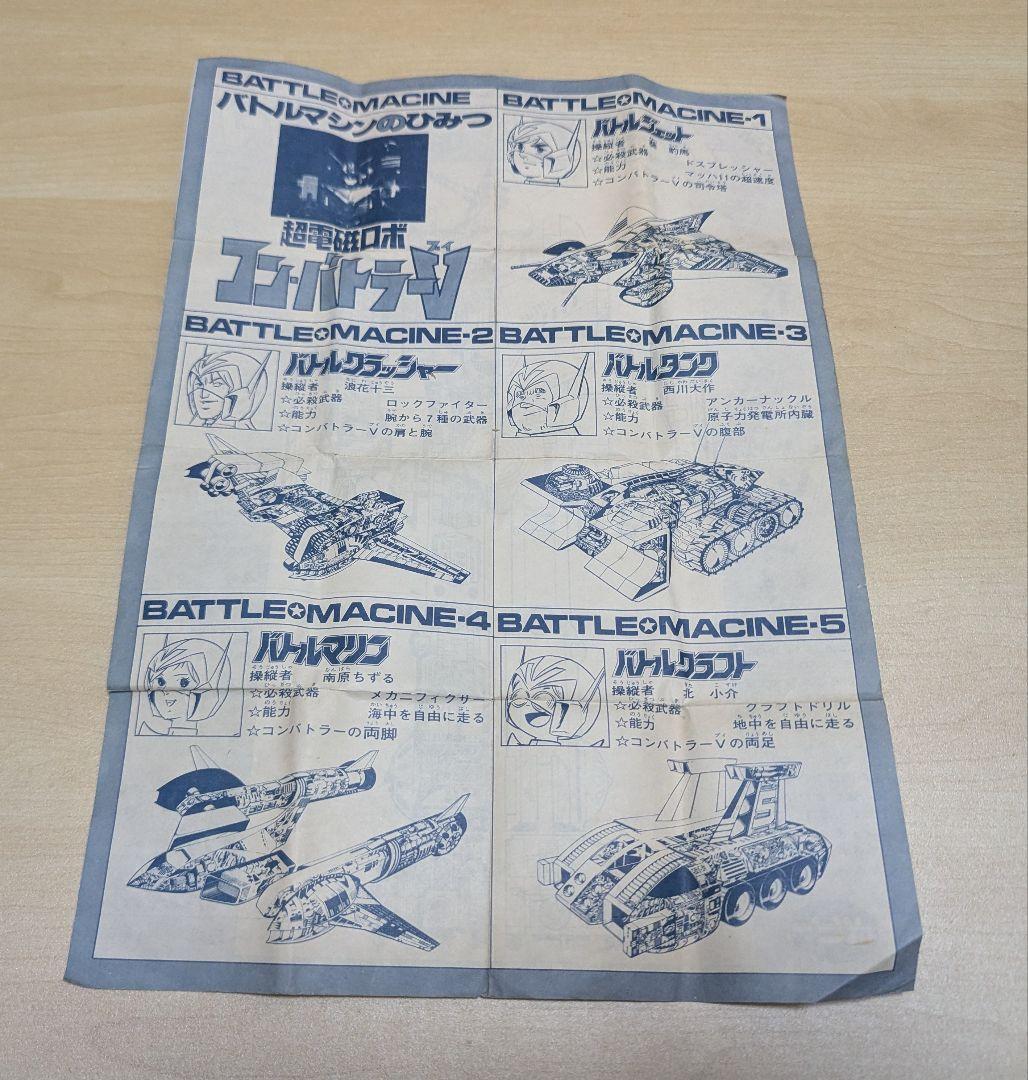 BATTLE✪MACINE
バトルマシンのひみつ
超電磁ロボ
ブイ
コン・バトラーV
BATTLE✪MACINE-1
バトルジェット
操縦者 葵 豹馬
☆必殺武器
ドスプレッシャー
☆能力 マッハ11の超速度
☆コンバトラーVの司令塔
BATTLE✪MACINE-2
バトルクラッシャー
操縦者 浪花十三
☆必殺武器
ロックファイター
☆能力 腕から7種の武器
☆コンバトラーVの肩と腕
BATTLE✪MACINE-3
バトルタンク
操縦者 西川大作
☆必殺武器
アンカーナックル
☆能力 原子力発電所内臓
☆コンバトラーVの腹部
BATTLE✪MACINE-4
バトルマリン
操縦者 南原ちずる
☆必殺武器
メカニフィクサー
☆能力 海中を自由に走る
☆コンバトラーの両脚
BATTLE✪MACINE-5
バトルクラフト
操縦者 北 小介
☆必殺武器
クラフトドリル
☆能力 地中を自由に走る
☆コンバトラーVの両足
5